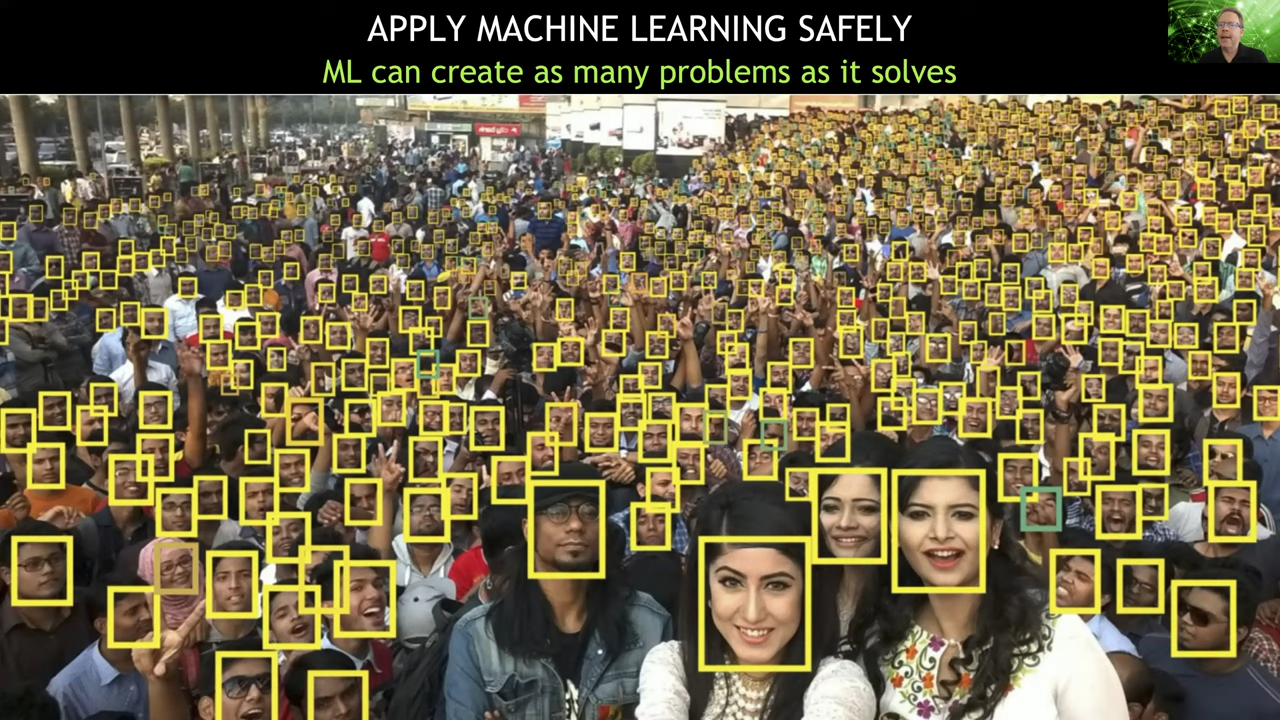 APPLY MACHINE LEARNING SAFELY
ML can create as many problems as it solves